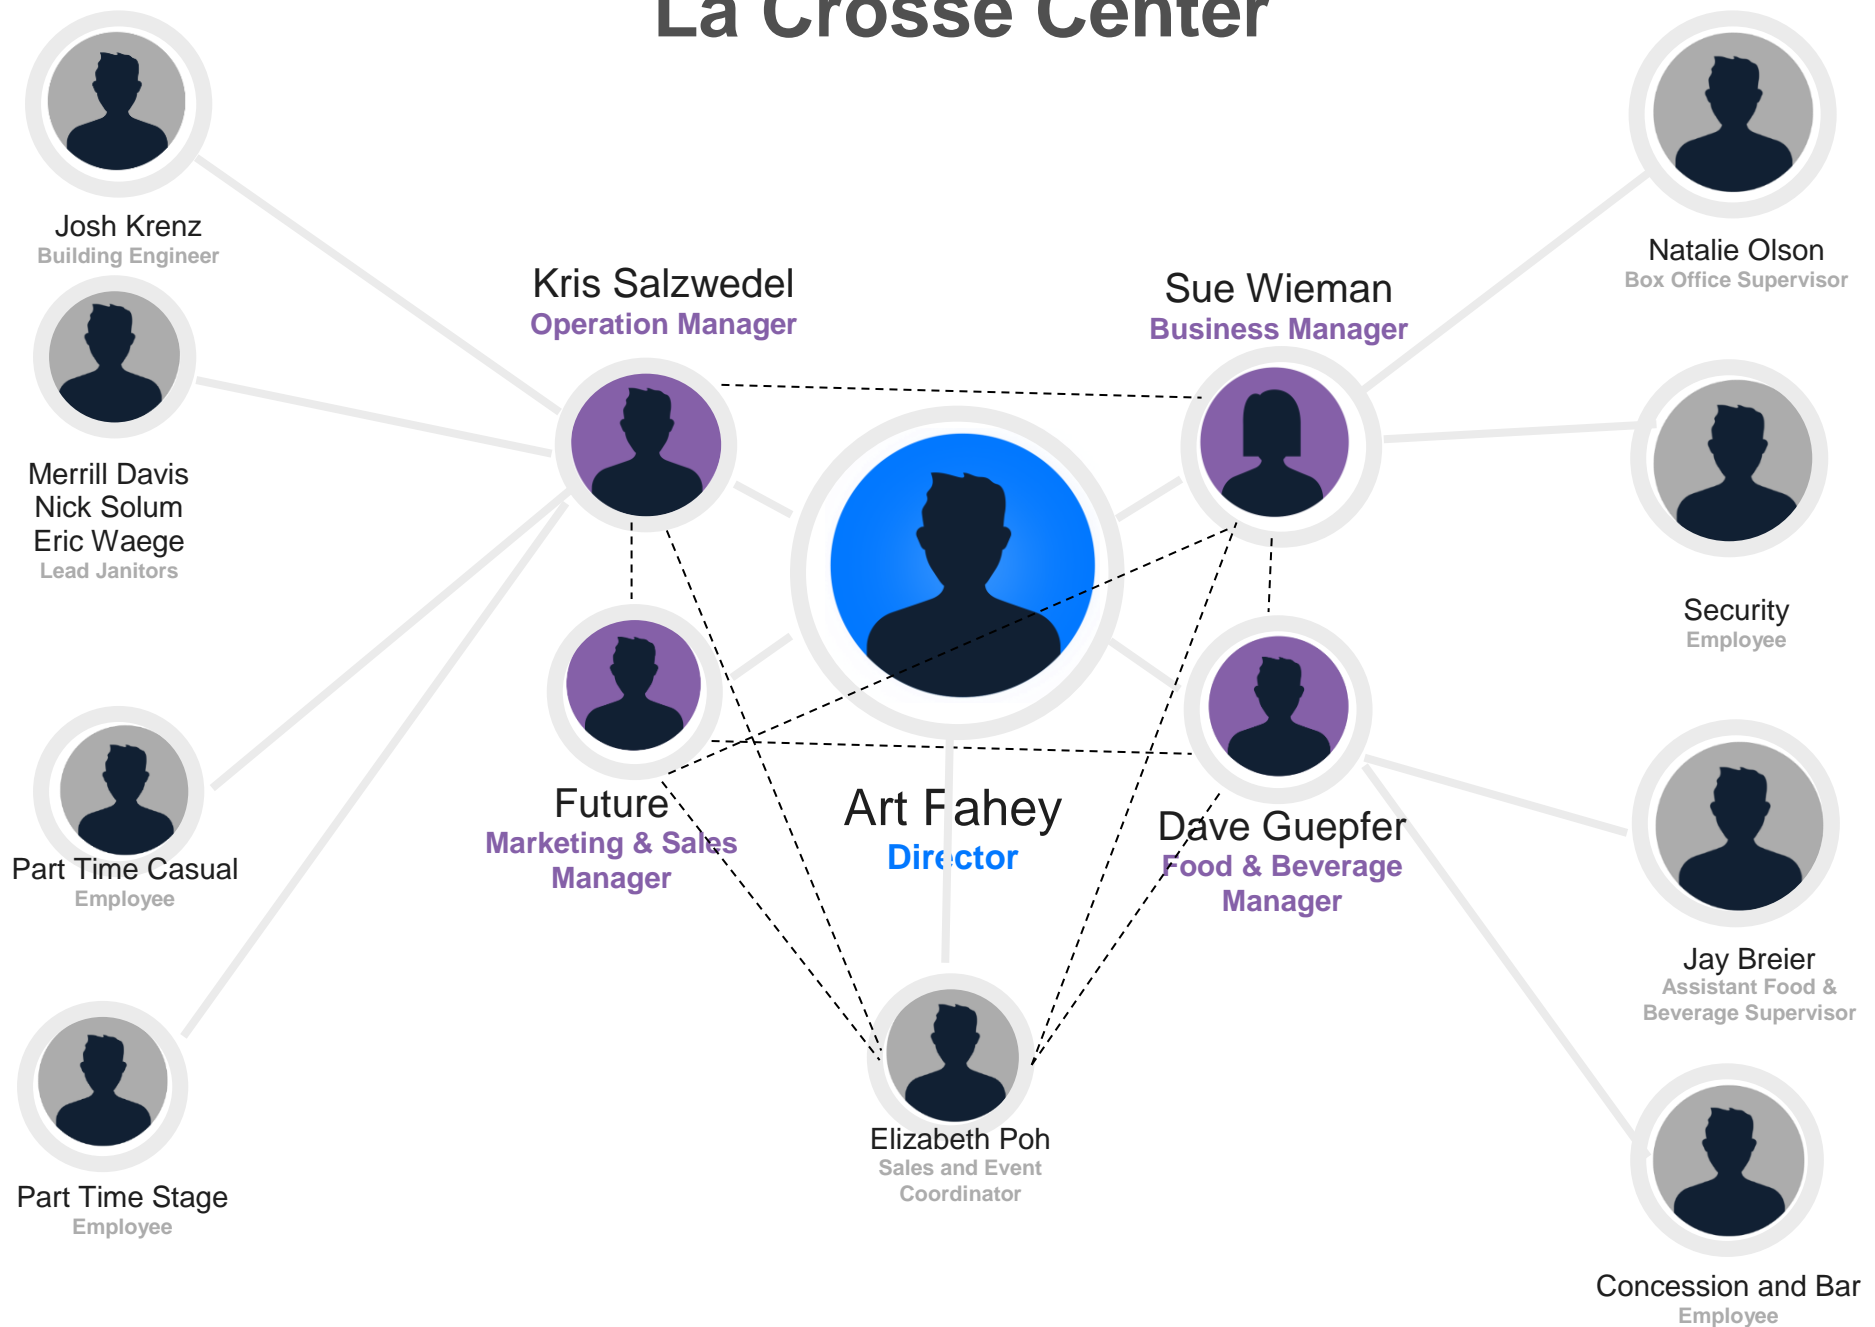 La Crosse Center
Josh Krenz
Building Engineer
Merrill Davis
Nick Solum
Eric Waege
Lead Janitors
Part Time Casual
Employee
Part Time Stage
Employee
Kris Salzwedel
Operation Manager
Future
Marketing & Sales
Manager
Art Fahey
Director
Elizabeth Poh
Sales and Event
Coordinator
Sue Wieman
Business Manager
Dave Guepfer
Food & Beverage
Manager
Natalie Olson
Box Office Supervisor
Security
Employee
Jay Breier
Assistant Food &
Beverage Supervisor
Concession and Bar
Employee